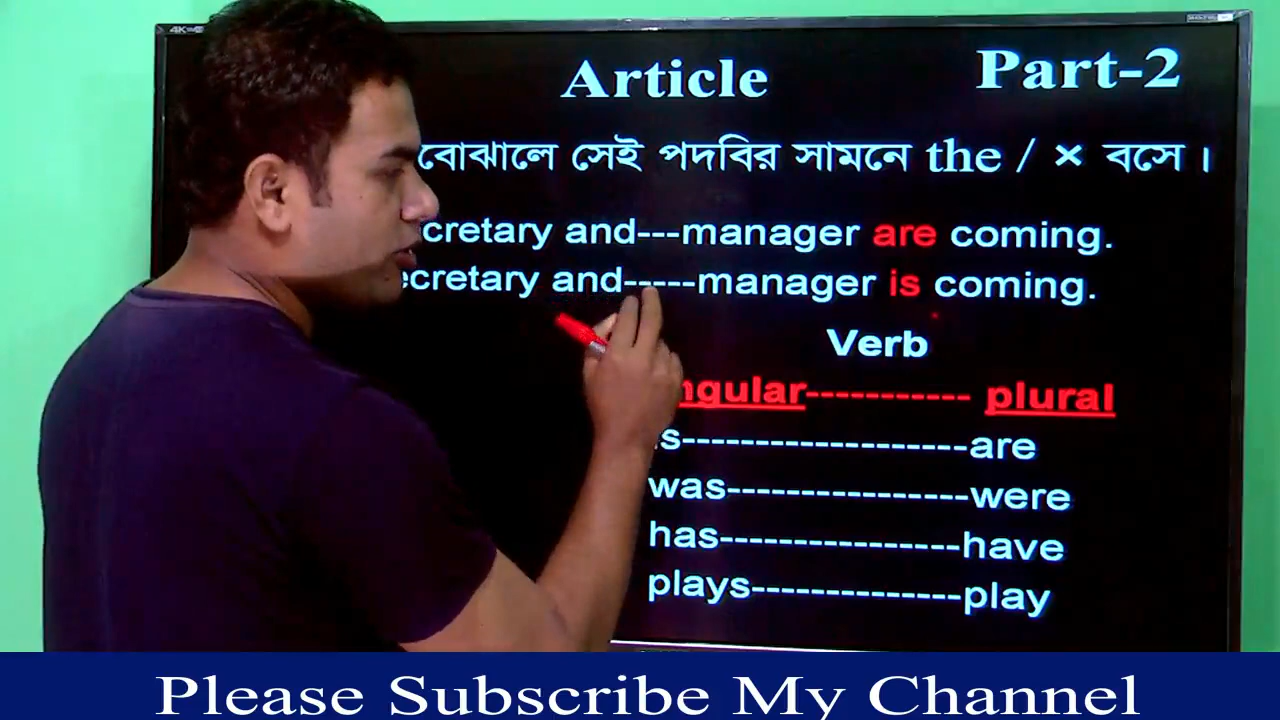 Article Part-2
বোঝালে সেই পদবির সামনে the / × বসে ।
cretary and---manager are coming.
ecretary and-----manager is coming.
Verb
ngular----------- plural
s-------------------are
was----------------were
has----------------have
plays--------------play
Please Subscribe My Channel